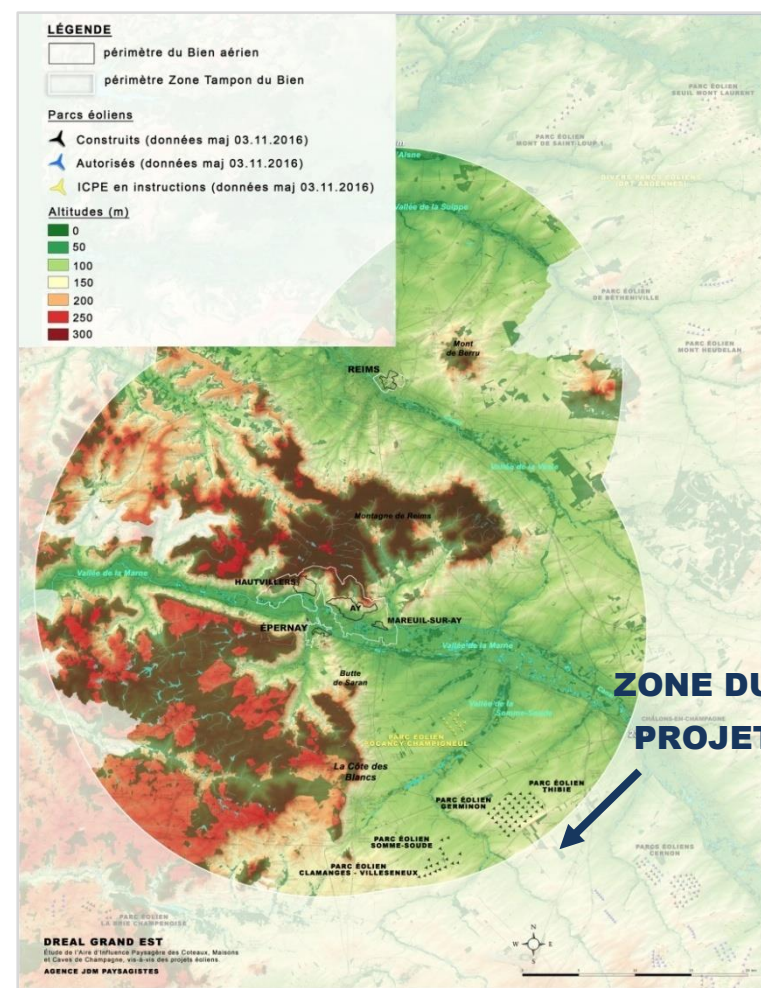 LÉGENDE
périmètre du Bien aérien
périmètre Zone Tampon du Bien
Parcs éoliens
Construits (données maj 03.11.2016)
Autorisés (données maj 03.11.2016)
ICPE en instructions (données maj 03.11.2016)
Altitudes (m)
0
50
100
150
200
250
300
PARC ÉOLIEN
SEUIL MONT LAURENT
PARC ÉOLIEN
MONT DE SAINT-LOUP 1
DIVERS PARCS ÉOLIENS
(DPT ARDENNES)
Vallée de la Suippe
PARC ÉOLIEN
DE BÉTHENIVILLE
PARC ÉOLIEN
MONT HEUDELAN
Mont
de Berru
REIMS
Montagne de Reims
Vallée de la Marne
HAUTVILLERS
AY
MAREUIL-SUR-AY
ÉPERNAY
Vallée de la Marne
Butte
de Saran
Vallée de la
Somme-Soude
ZONE DU
PROJET
CHÂLONS-EN-CHAMPAGNE
PARC ÉOLIEN
La Côte des
Blancs
PARC ÉOLIEN
THIBIE
PARC ÉOLIEN
GERMINON
PARC ÉOLIEN
SOMME-SOUDE
PARC ÉOLIEN
CLAMANGES - VILLESENEUX
PARCS ÉOLIENS
CERNON
PARC ÉOLIEN
LA BRIE CHAMPENOISE
DREAL GRAND EST
Étude de l'Aire d'Influence Paysagère des Coteaux, Maisons
et Caves de Champagne, vis-à-vis des projets éoliens.
AGENCE JDM PAYSAGISTES
N
W E
S